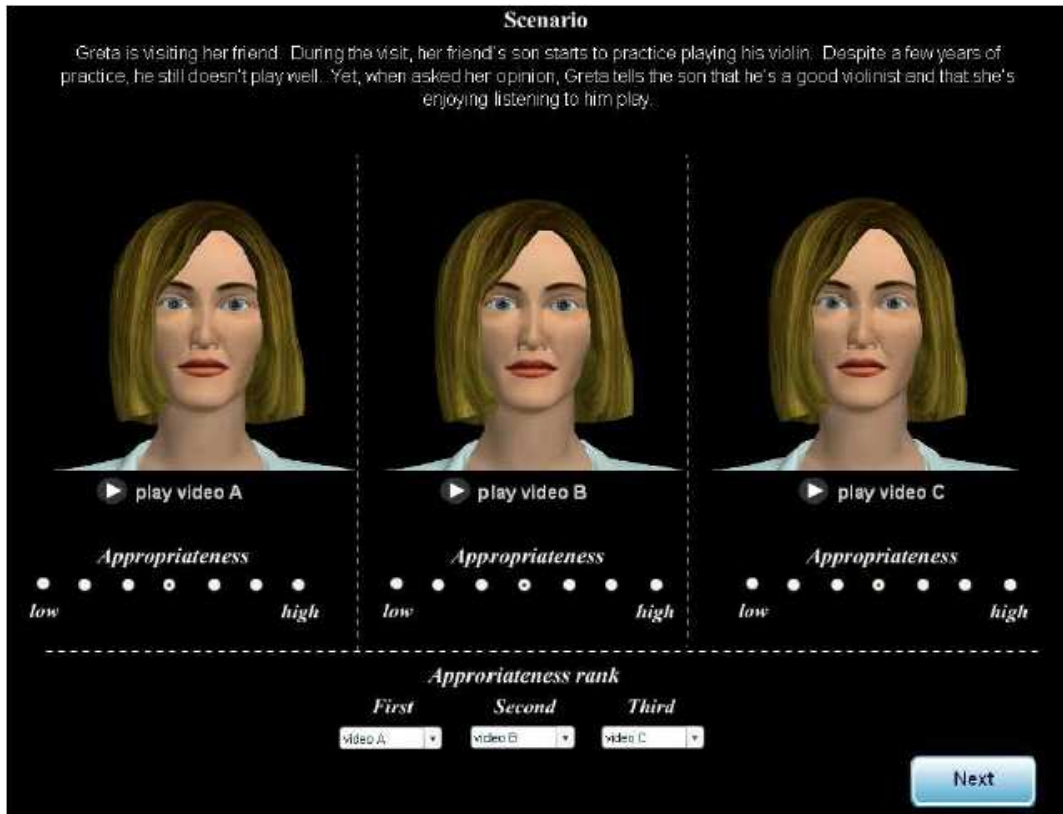 Scenario
Greta is visiting her friend. During the visit, her friend's son starts to practice playing his violin. Despite a few years of
practice, he still doesn't play well. Yet, when asked her opinion, Greta tells the son that he's a good violinist and that she's
enjoying listening to him play.
play video A play video B play video C
Appropriateness Appropriateness Appropriateness
low high low high low high
Approriateness rank
First Second Third
video A video B video C
Next